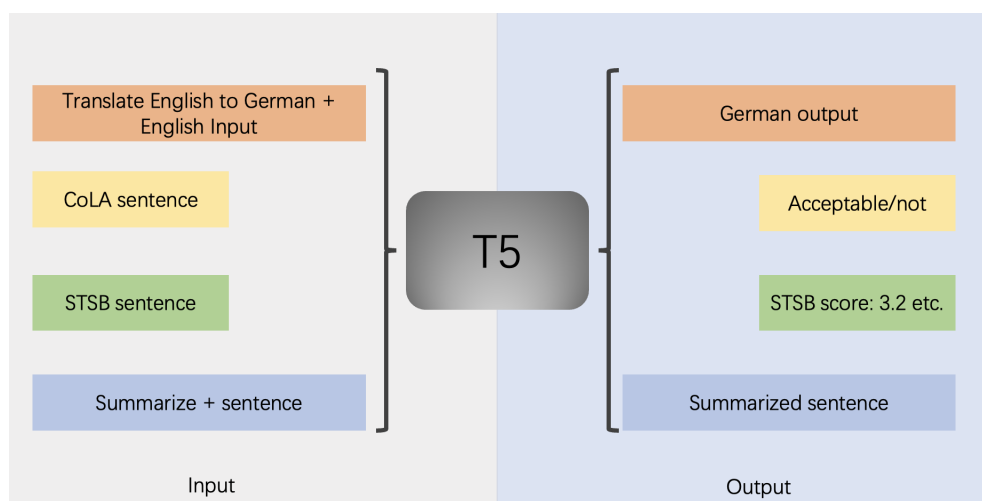 Translate English to German +
English Input
CoLA sentence
STSB sentence
Summarize + sentence
Input
T5
German output
Acceptable/not
STSB score: 3.2 etc.
Summarized sentence
Output